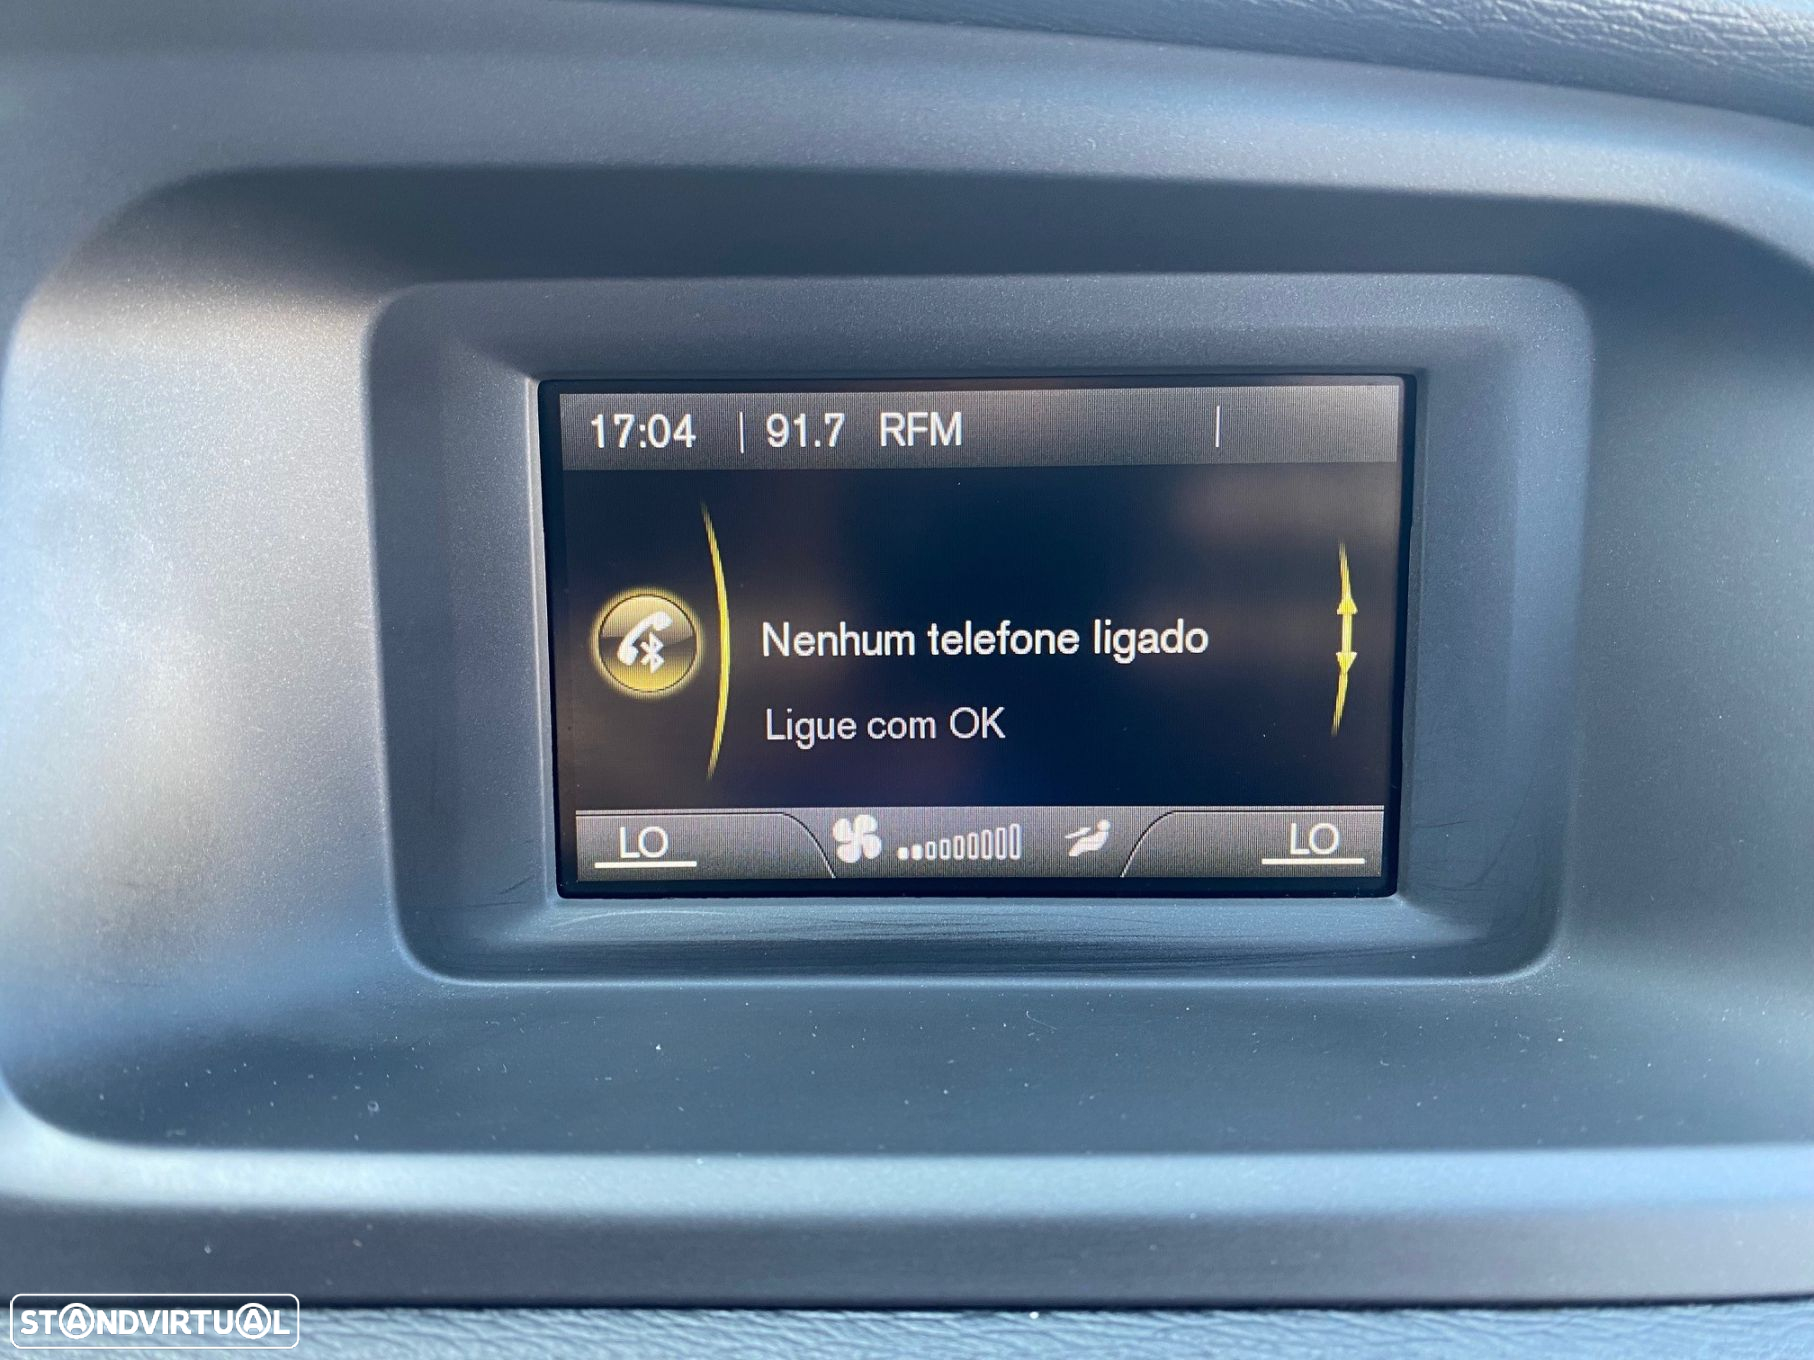 17:04 | 91.7 RFM |
Nenhum telefone ligado
Ligue com OK
LO LO
STANDVIRTUAL